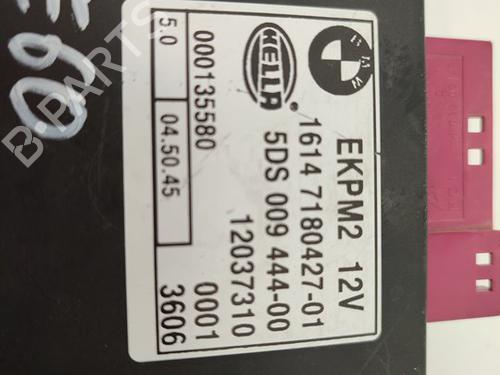 BMW
HELLA
EKPM2 12V
1614 7180427-01
5DS 009 444-00
12037310
0001
3606
000135580
5.0
04.50.45
B-PARTS